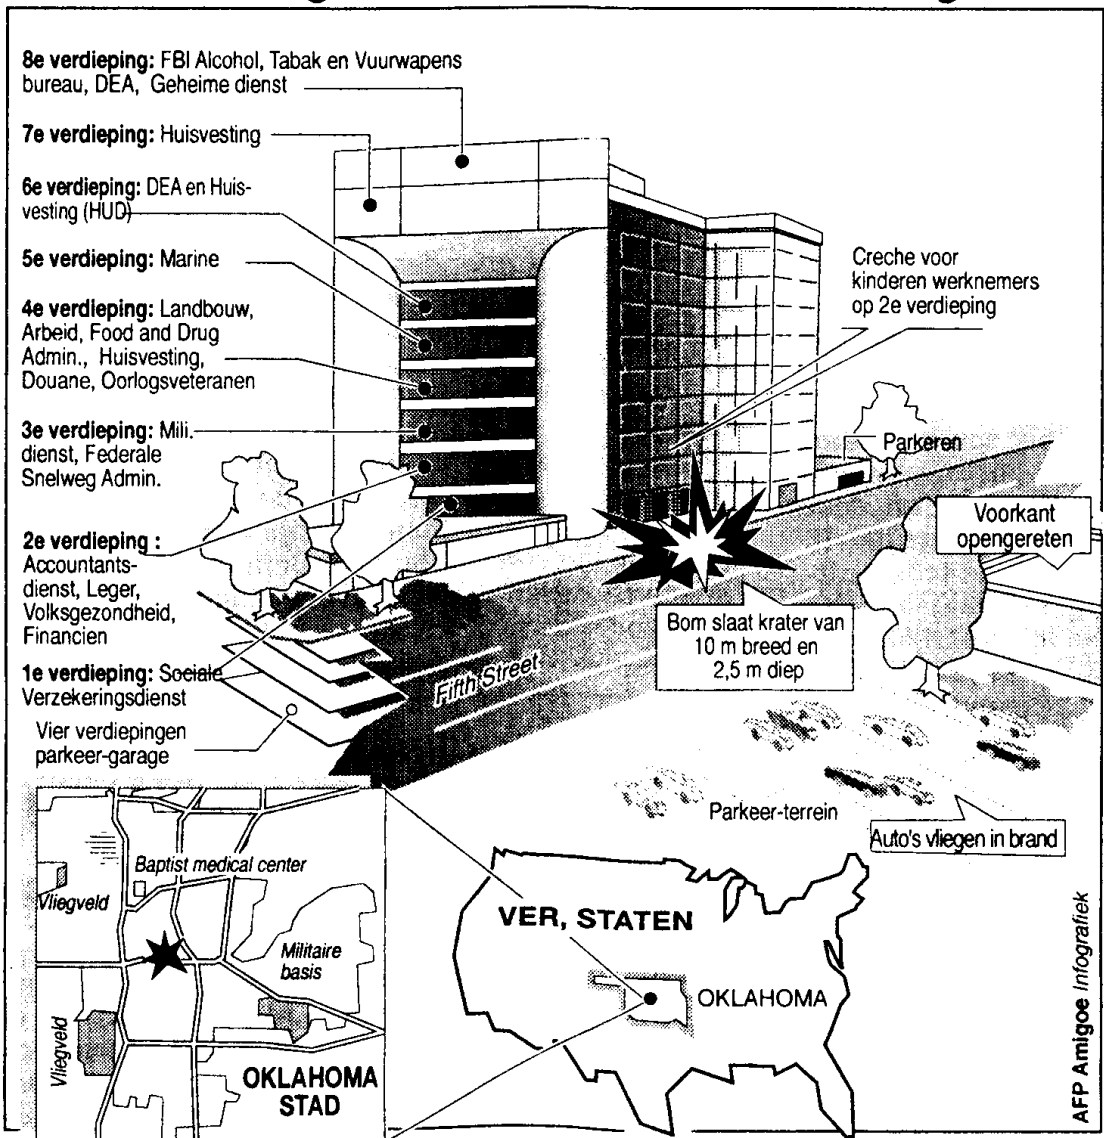 8e verdieping: FBI Alcohol, Tabak en Vuurwapens
bureau, DEA, Geheime dienst
7e verdieping: Huisvesting
6e verdieping: DEA en Huis-
vesting (HUD)
5e verdieping: Marine
4e verdieping: Landbouw,
Arbeid, Food and Drug
Admin., Huisvesting,
Douane, Oorlogsveteranen
3e verdieping: Mili.
dienst, Federale
Snelweg Admin.
2e verdieping :
Accountants-
dienst, Leger,
Volksgezondheid,
Financien
1e verdieping: Sociale
Verzekeringsdienst
Vier verdiepingen
parkeer-garage
Creche voor
kinderen werknemers
op 2e verdieping
Parkeren
Voorkant
opengereten
Bom slaat krater van
10 m breed en
2,5 m diep
Fifth Street
Parkeer-terrein
Auto's vliegen in brand
Baptist medical center
Vliegveld
Militaire
basis
Vliegveld
OKLAHOMA
STAD
VER, STATEN
OKLAHOMA
AFP Amigoe Infografiek